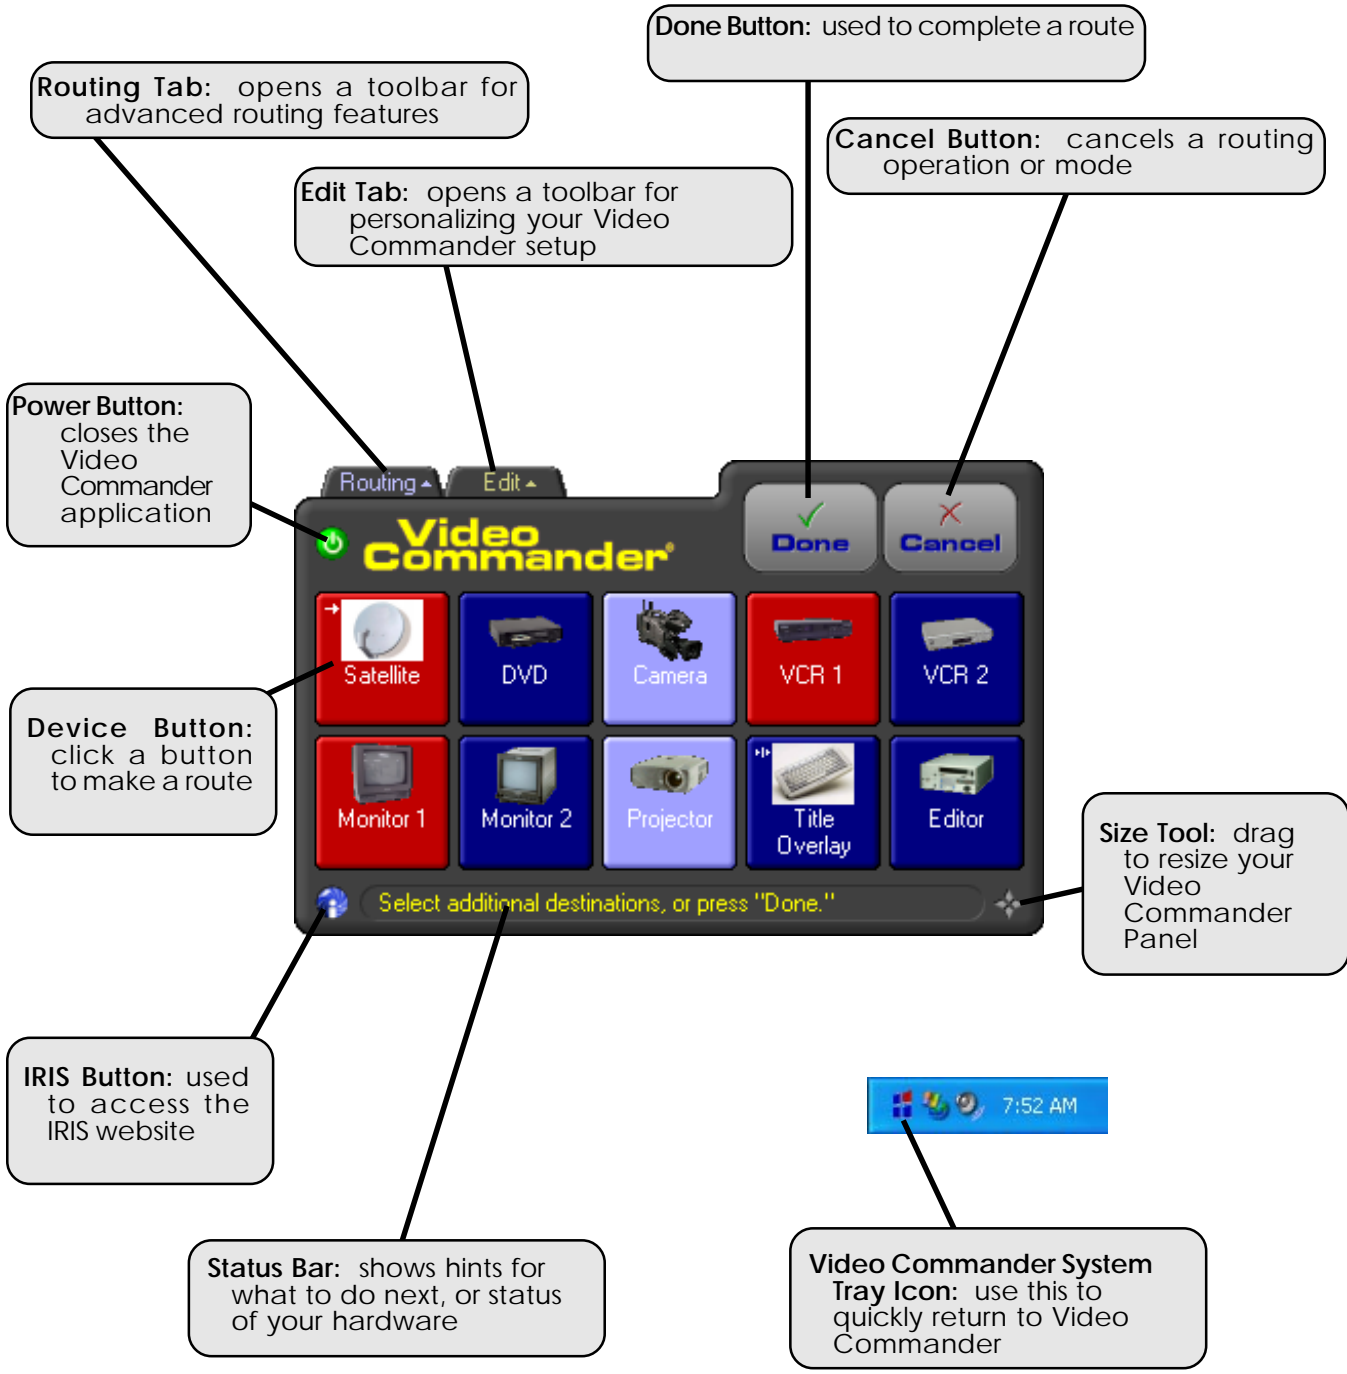 Done Button: used to complete a route
Routing Tab: opens a toolbar for
advanced routing features
Cancel Button: cancels a routing
operation or mode
Edit Tab: opens a toolbar for
personalizing your Video
Commander setup
Power Button:
closes the
Video
Commander
application
Routing
Edit
Video
Commander®
Done
Cancel
Satellite
DVD
Camera
VCR 1
VCR 2
Device Button:
click a button
to make a route
Monitor 1
Monitor 2
Projector
Title
Overlay
Editor
Size Tool: drag
to resize your
Video
Commander
Panel
Select additional destinations, or press "Done."
IRIS Button: used
to access the
IRIS website
7:52 AM
Status Bar: shows hints for
what to do next, or status
of your hardware
Video Commander System
Tray Icon: use this to
quickly return to Video
Commander